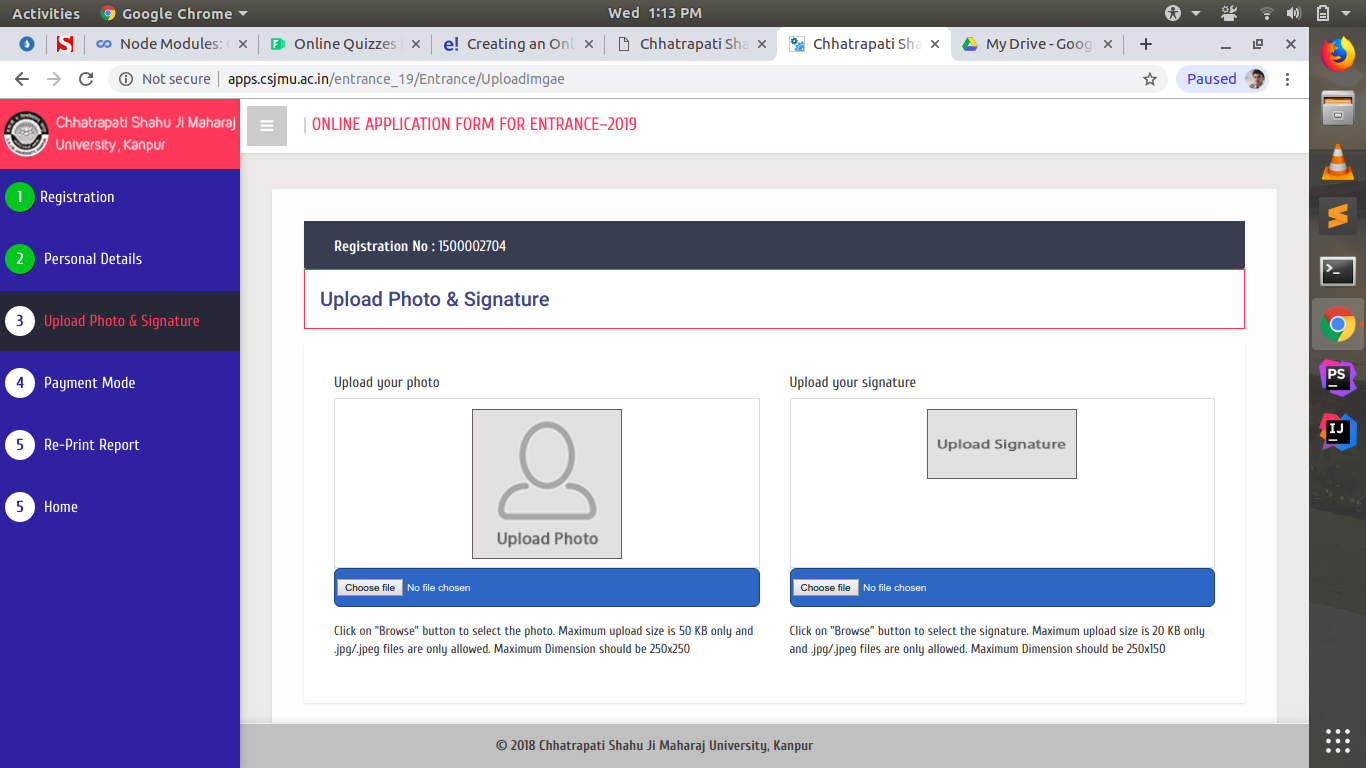 Activities
Google Chrome
Wed 1:13 PM
Node Modules:
Online Quizzes
Creating an Onl
Chhatrapati Sha
Chhatrapati Sha
My Drive - Goog
Not secure
apps.csjmu.ac.in/entrance_19/Entrance/UploadImgae
Paused
Chhatrapati Shahu Ji Maharaj
University, Kanpur
| ONLINE APPLICATION FORM FOR ENTRANCE–2019
1 Registration
2 Personal Details
3 Upload Photo & Signature
4 Payment Mode
5 Re-Print Report
5 Home
Registration No : 1500002704
Upload Photo & Signature
Upload your photo
Upload Photo
Choose file No file chosen
Click on "Browse" button to select the photo. Maximum upload size is 50 KB only and
.jpg/.jpeg files are only allowed. Maximum Dimension should be 250x250
Upload your signature
Upload Signature
Choose file No file chosen
Click on "Browse" button to select the signature. Maximum upload size is 20 KB only
and .jpg/.jpeg files are only allowed. Maximum Dimension should be 250x150
© 2018 Chhatrapati Shahu Ji Maharaj University, Kanpur
PS
IJ